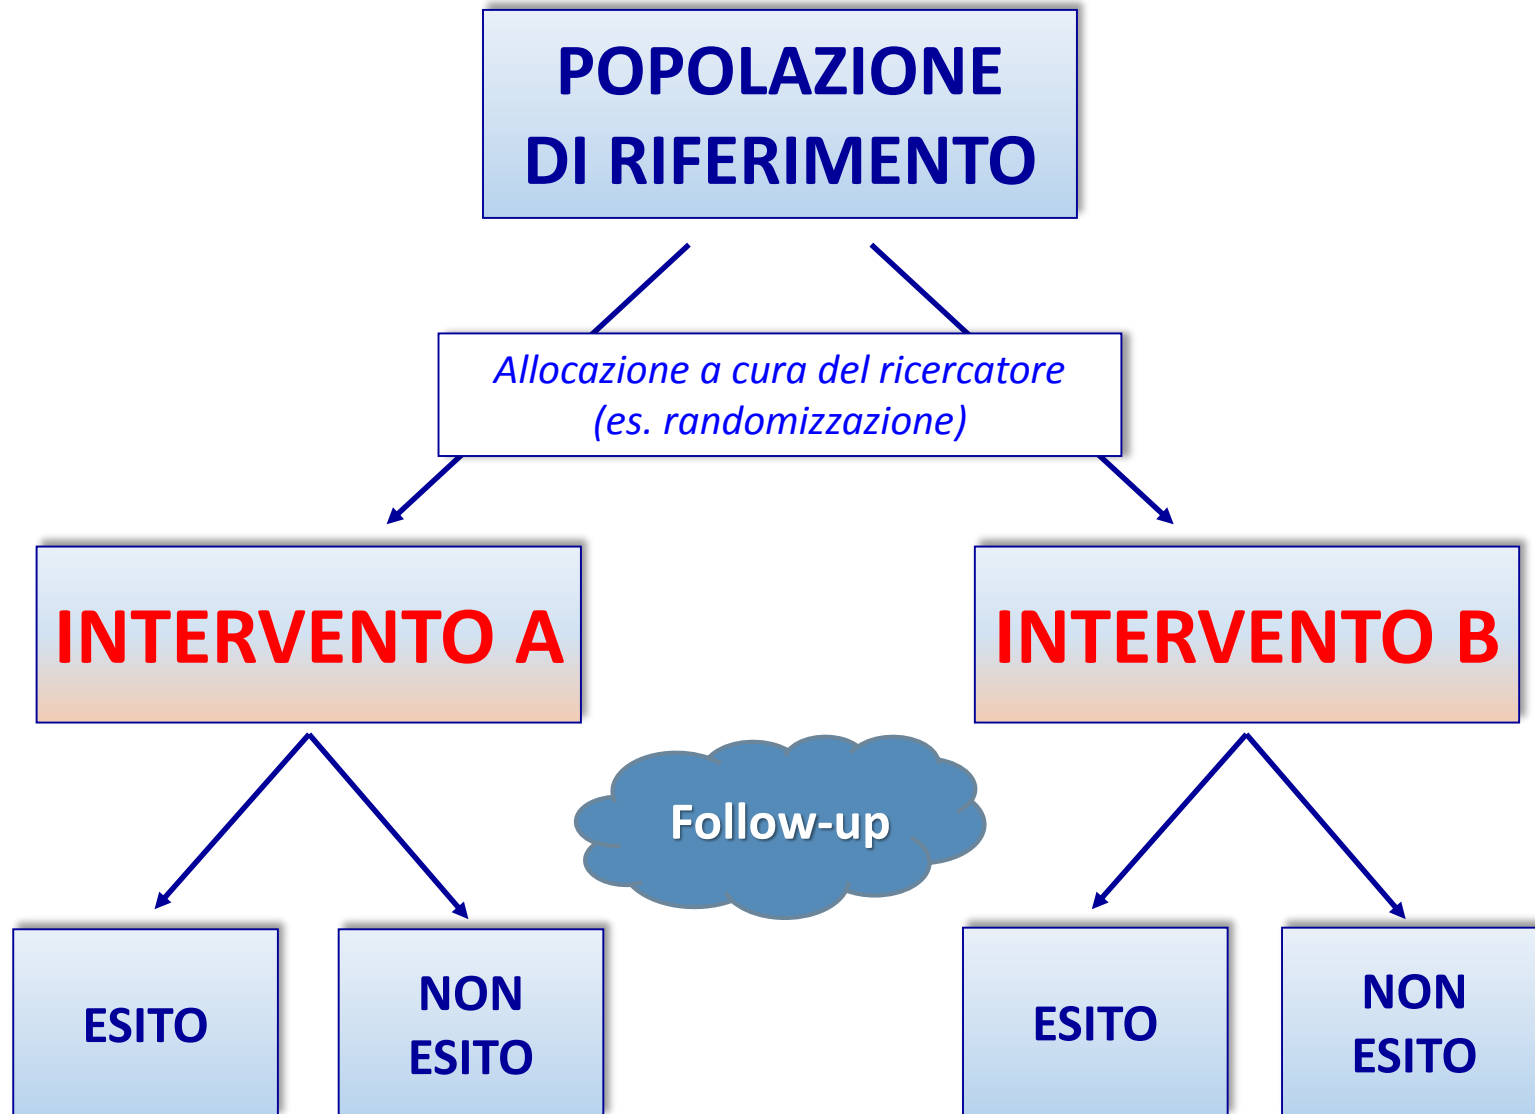 POPOLAZIONE
DI RIFERIMENTO
Allocazione a cura del ricercatore
(es. randomizzazione)
INTERVENTO A
INTERVENTO B
Follow-up
ESITO
NON
ESITO
ESITO
NON
ESITO